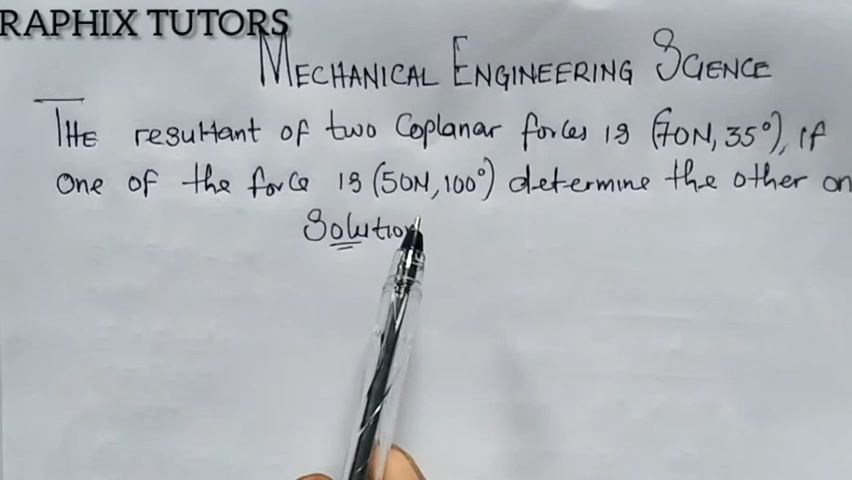 RAPHIX TUTORS
MECHANICAL ENGINEERING SCIENCE
THE resultant of two Coplanar forces is (70N, 35°), if
one of the force is (50N, 100°) determine the other on
Solution